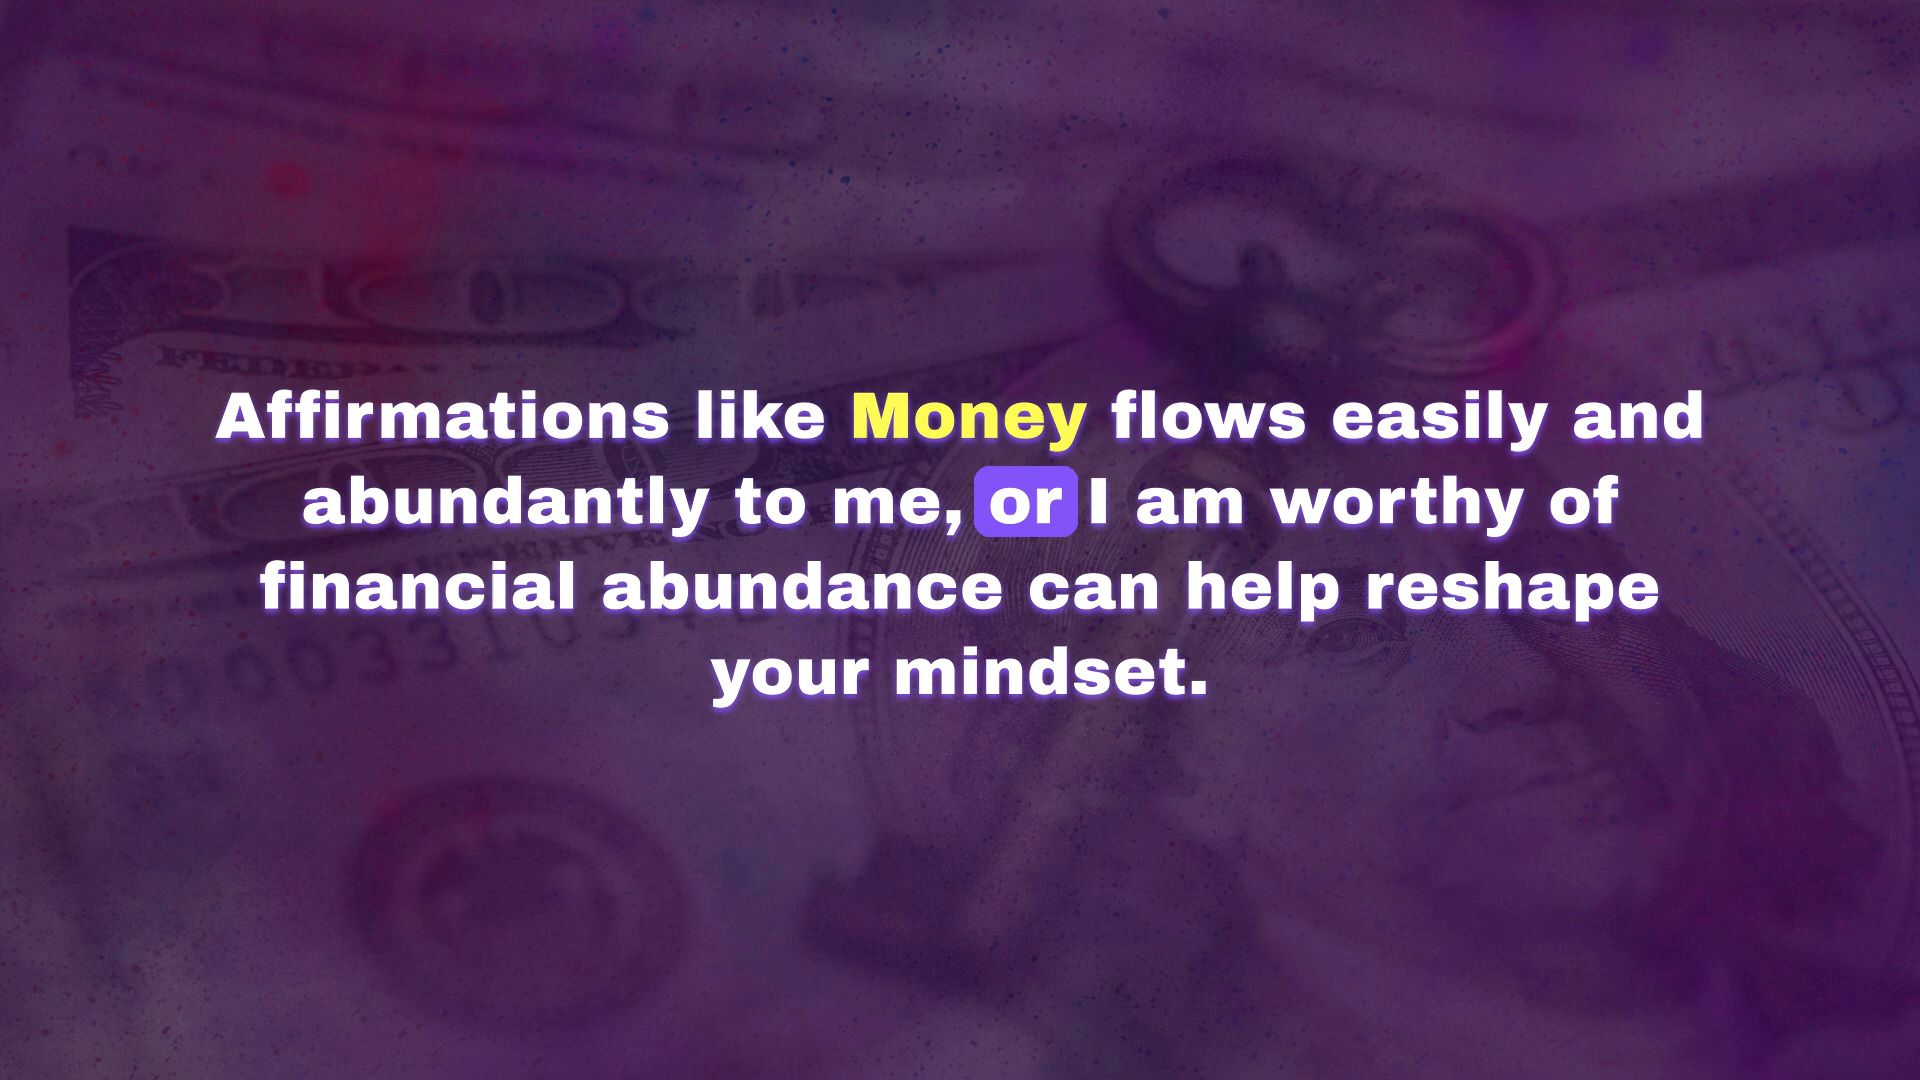 FEDERA
Affirmations like Money flows easily and
abundantly to me, or I am worthy of
financial abundance can help reshape
your mindset.